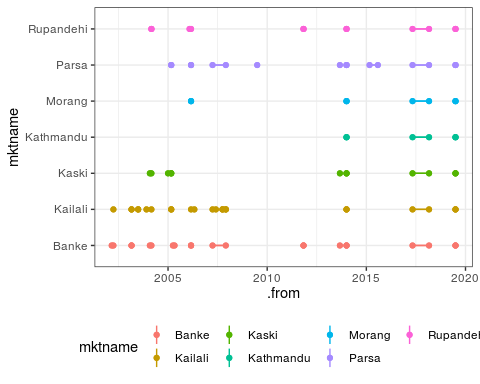 mktname
Rupandehi
Parsa
Morang
Kathmandu
Kaski
Kailali
Banke
2005 2010 2015 2020
.from
mktname
Banke Kaski Morang Rupandeh
Kailali Kathmandu Parsa